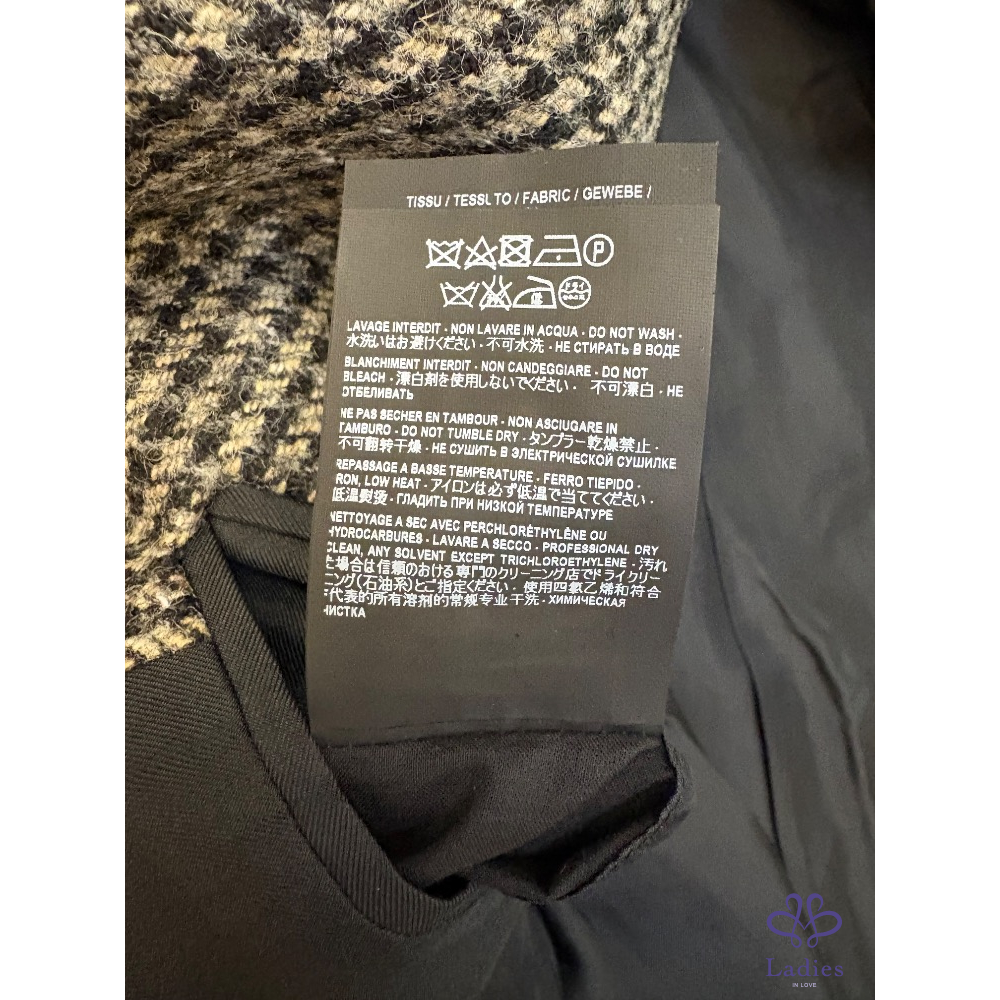 TISSU / TESSUTO / FABRIC / GEWEBE /
P
ドライ
LAVAGE INTERDIT - NON LAVARE IN ACQUA - DO NOT WASH -
水洗いはお避けください - 不可水洗 - НЕ СТИРАТЬ В ВОДЕ
BLANCHIMENT INTERDIT - NON CANDEGGIARE - DO NOT
BLEACH - 漂白剤を使用しないでください - 不可漂白 - НЕ
ОТБЕЛИВАТЬ
NE PAS SECHER EN TAMBOUR - NON ASCIUGARE IN
TAMBURO - DO NOT TUMBLE DRY - タンブラー乾燥禁止 -
不可翻转干燥 - НЕ СУШИТЬ В ЭЛЕКТРИЧЕСКОЙ СУШИЛКЕ
REPASSAGE A BASSE TEMPERATURE - FERRO TIEPIDO -
RON, LOW HEAT - アイロンは必ず低温で当ててください -
低温熨烫 - ГЛАДИТЬ ПРИ НИЗКОЙ ТЕМПЕРАТУРЕ
NETTOYAGE A SEC AVEC PERCHLORÉTHYLÈNE OU
HYDROCARBURES - LAVARE A SECCO - PROFESSIONAL DRY
CLEAN, ANY SOLVENT EXCEPT TRICHLOROETHYLENE - 汚れ
た場合は信頼のおける専門のクリーニング店でドライクリー
ニング(石油系)とご指定ください - 使用四氯乙烯和符合
代表的所有溶剂的常规专业干洗 - ХИМИЧЕСКАЯ
ЧИСТКА
Ladies
IN LOVE